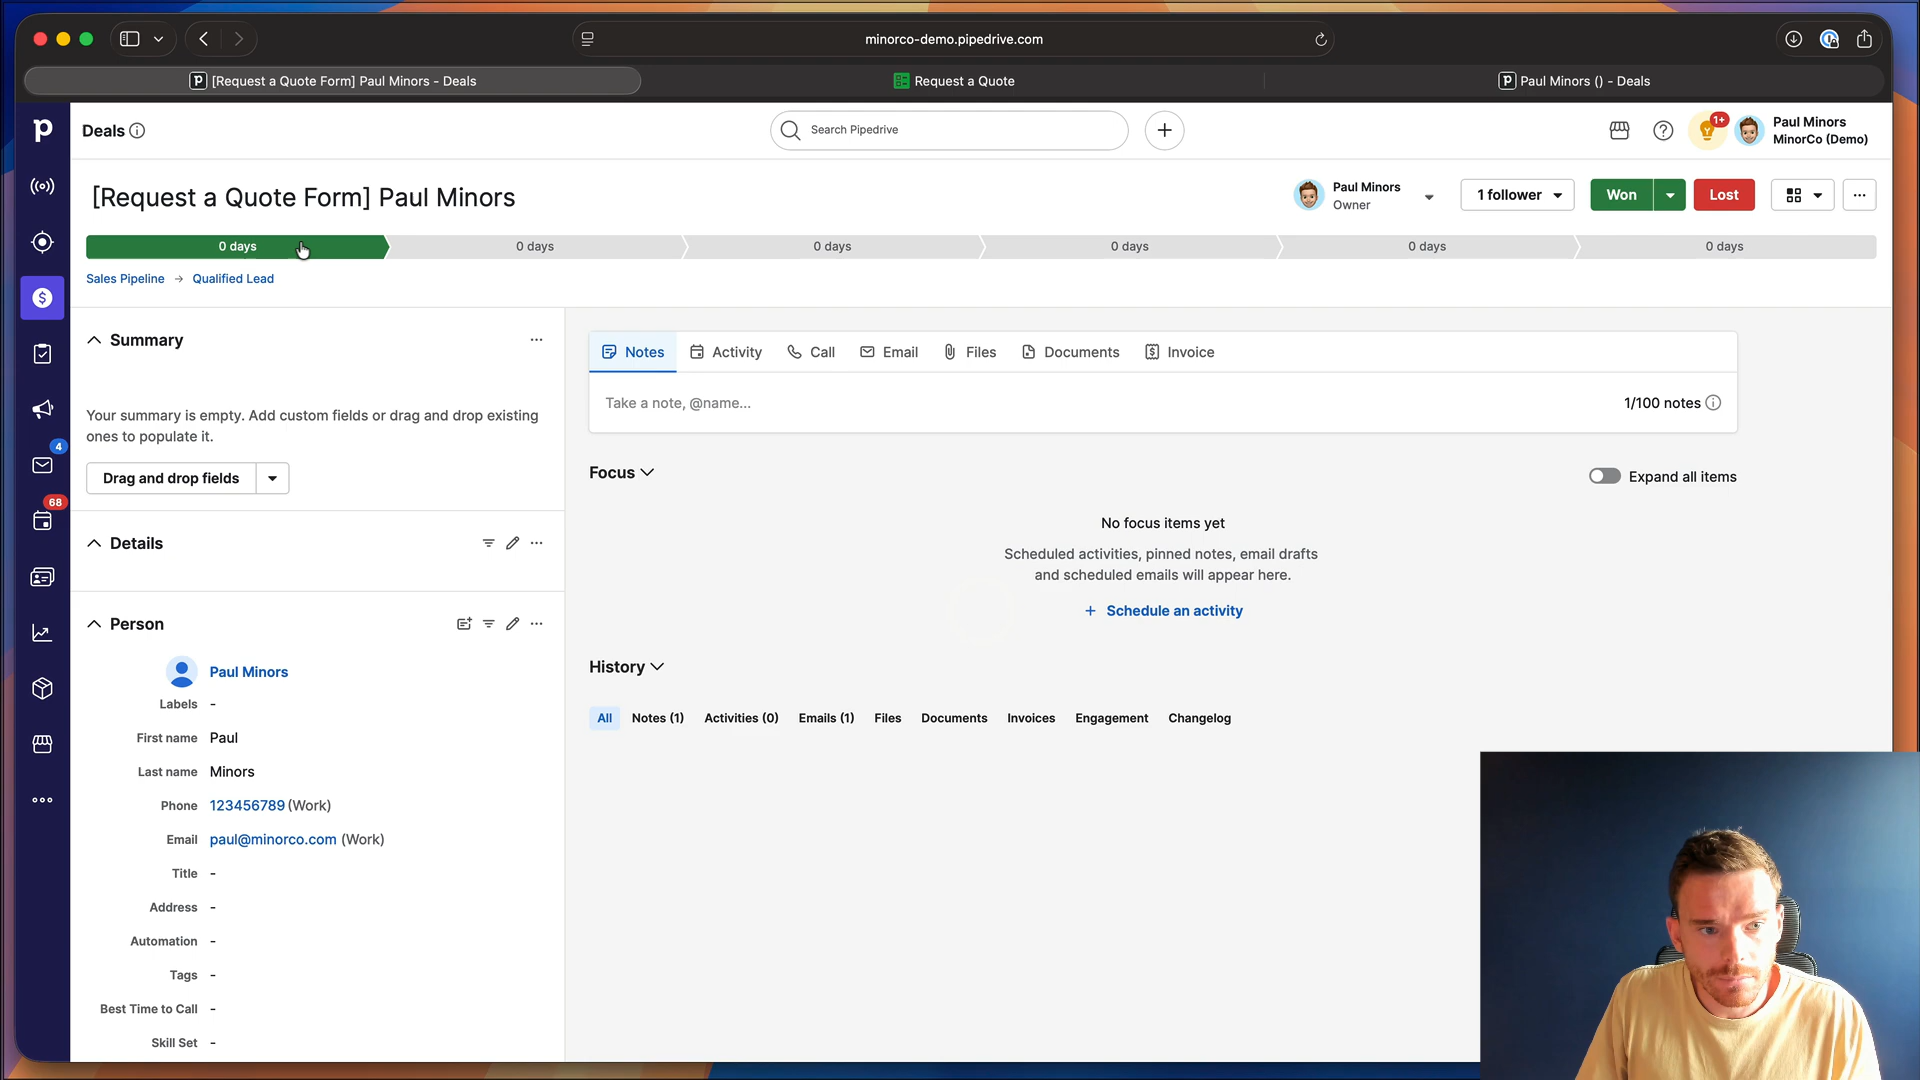 minorco-demo.pipedrive.com
[Request a Quote Form] Paul Minors - Deals
Request a Quote
Paul Minors () - Deals
Deals
Search Pipedrive
1+
Paul Minors
MinorCo (Demo)
[Request a Quote Form] Paul Minors
Paul Minors
Owner
1 follower
Won
Lost
0 days
0 days
0 days
0 days
0 days
0 days
Sales Pipeline → Qualified Lead
Summary
Your summary is empty. Add custom fields or drag and drop existing
ones to populate it.
Drag and drop fields
Details
Person
Paul Minors
Labels -
First name Paul
Last name Minors
Phone 123456789 (Work)
Email paul@minorco.com (Work)
Title -
Address -
Automation -
Tags -
Best Time to Call -
Skill Set -
4
68
Notes
Activity
Call
Email
Files
Documents
Invoice
Take a note, @name...
1/100 notes
Focus
Expand all items
No focus items yet
Scheduled activities, pinned notes, email drafts
and scheduled emails will appear here.
+ Schedule an activity
History
All
Notes (1)
Activities (0)
Emails (1)
Files
Documents
Invoices
Engagement
Changelog